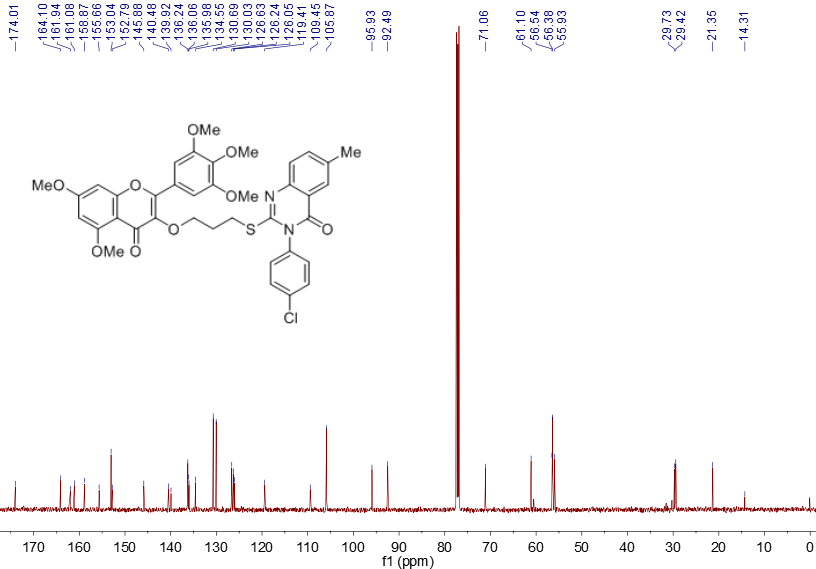 174.01
164.10
161.94
161.08
158.87
155.66
153.04
152.79
145.88
140.48
139.92
136.24
136.06
135.98
134.55
130.69
130.03
126.63
126.24
126.05
119.41
109.45
105.87
95.93
92.49
71.06
61.10
56.54
56.38
55.93
29.73
29.42
21.35
14.31
OMe
OMe
Me
MeO
O
OMe
N
O
S
N
O
OMe
O
Cl
170 160 150 140 130 120 110 100 90 80 70 60 50 40 30 20 10 0
f1 (ppm)